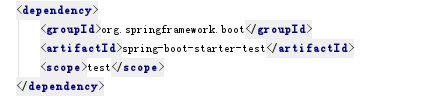 <dependency>
<groupId>org.springframework.boot</groupId>
<artifactId>spring-boot-starter-test</artifactId>
<scope>test</scope>
</dependency>